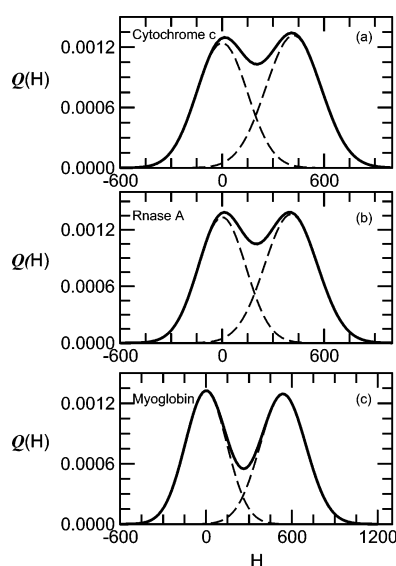 Cytochrome c
(a)
0.0012
Q(H)
0.0006
0.0000
-600 0 600
Rnase A
(b)
0.0012
Q(H)
0.0006
0.0000
-600 0 600
Myoglobin
(c)
0.0012
Q(H)
0.0006
0.0000
-600 0 600 1200
H